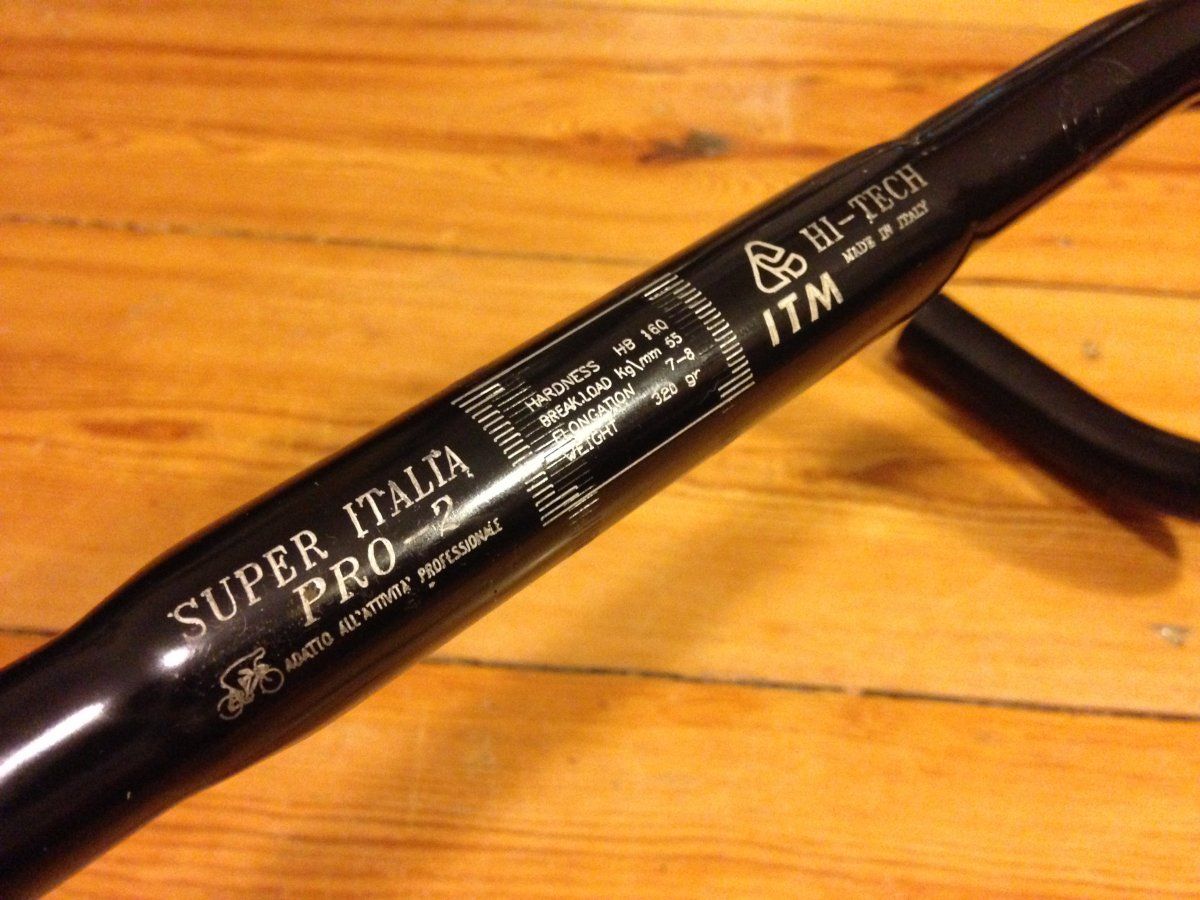 SUPER ITALIA
PRO-2
ADATTO ALL'ATTIVITA' PROFESSIONALE
HARDNESS HB 160
BREAK.LOAD Kg\mm 55
ELONGATION 7-8
WEIGHT 320 gr
HI-TECH
MADE IN ITALY
ITM